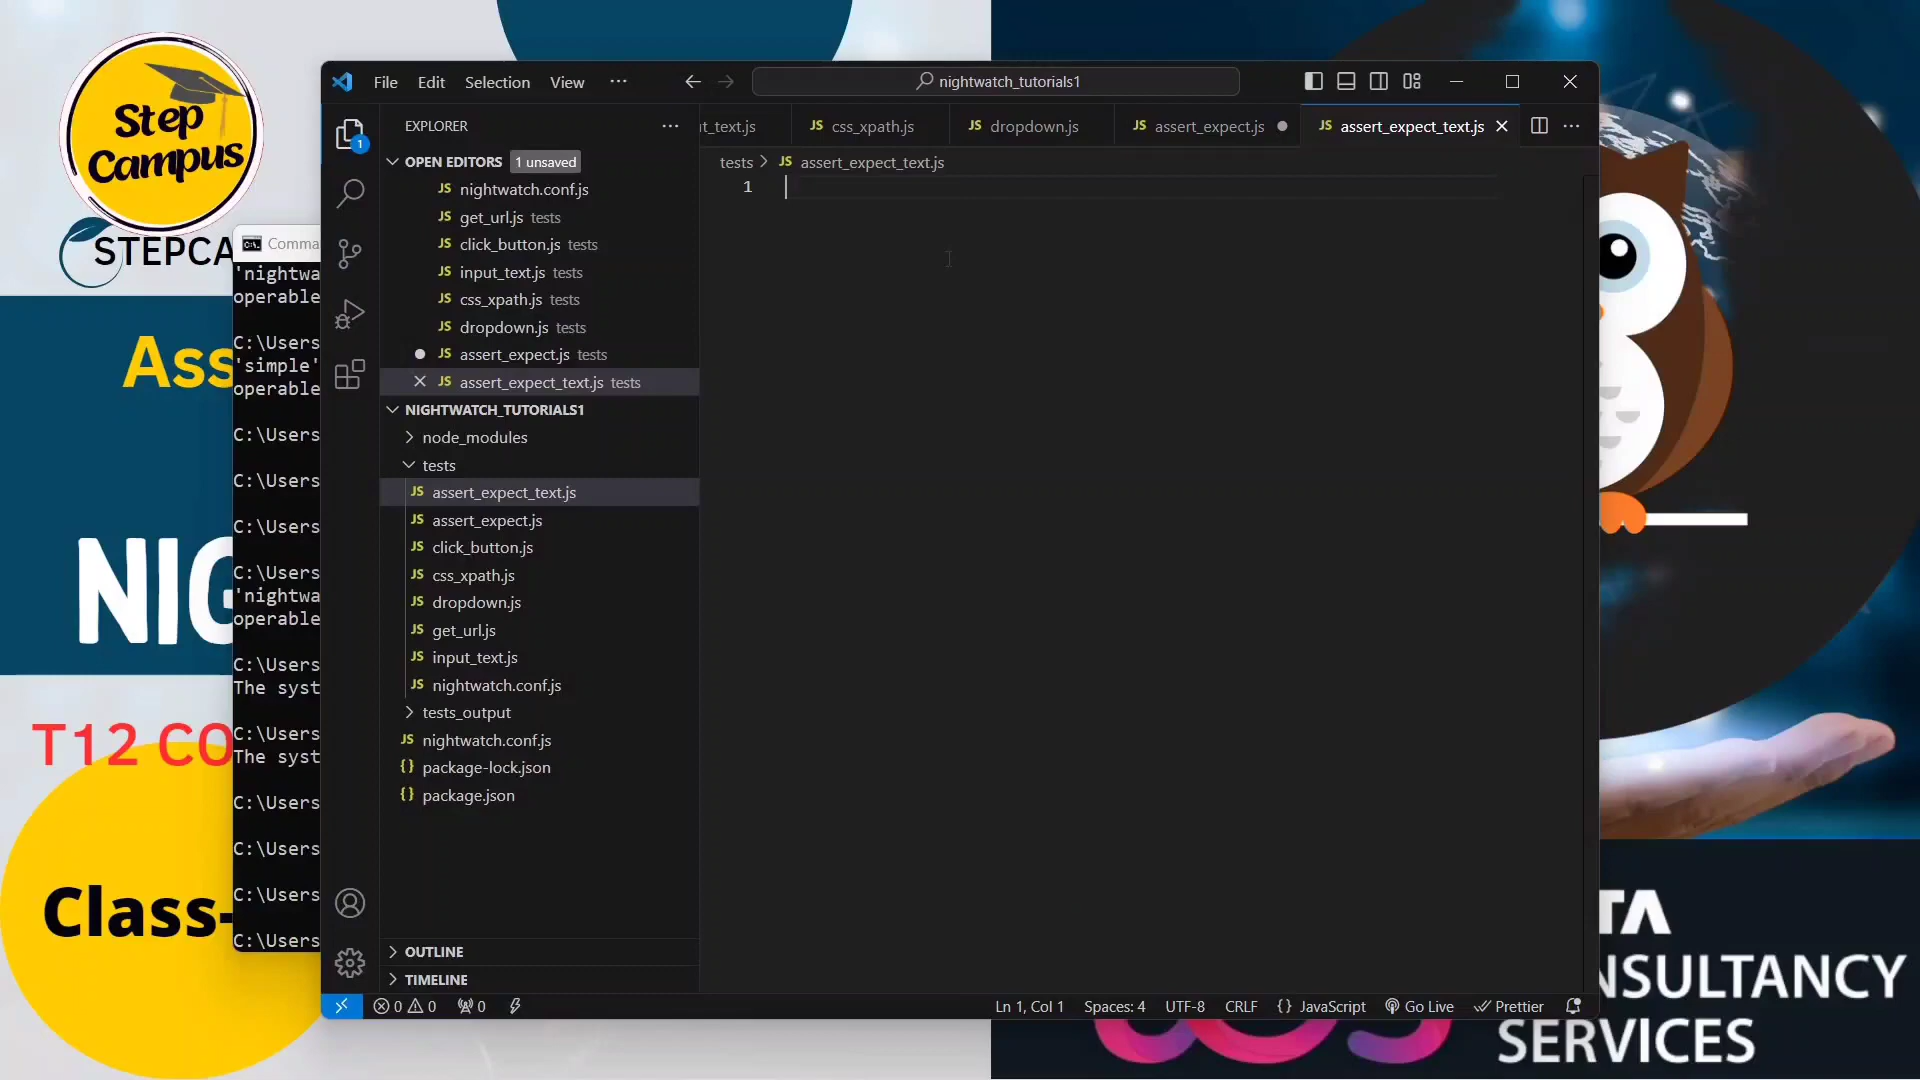 Step
Campus
STEPCA
Ass
NIG
T12 CO
Class-
Comma
'nightwa
operable
C:\Users
'simple'
operable
C:\Users
C:\Users
C:\Users
C:\Users
'nightwa
operable
C:\Users
The syst
C:\Users
The syst
C:\Users
C:\Users
C:\Users
C:\Users
File Edit Selection View ···
nightwatch_tutorials1
EXPLORER
1
OPEN EDITORS 1 unsaved
JS nightwatch.conf.js
JS get_url.js tests
JS click_button.js tests
JS input_text.js tests
JS css_xpath.js tests
JS dropdown.js tests
JS assert_expect.js tests
JS assert_expect_text.js tests
NIGHTWATCH_TUTORIALS1
node_modules
tests
JS assert_expect_text.js
JS assert_expect.js
JS click_button.js
JS css_xpath.js
JS dropdown.js
JS get_url.js
JS input_text.js
JS nightwatch.conf.js
tests_output
JS nightwatch.conf.js
{} package-lock.json
{} package.json
OUTLINE
TIMELINE
ut_text.js JS css_xpath.js JS dropdown.js JS assert_expect.js JS assert_expect_text.js
tests > JS assert_expect_text.js
1
0 0 0 Ln 1, Col 1 Spaces: 4 UTF-8 CRLF {} JavaScript Go Live Prettier
TA
NSULTANCY
SERVICES